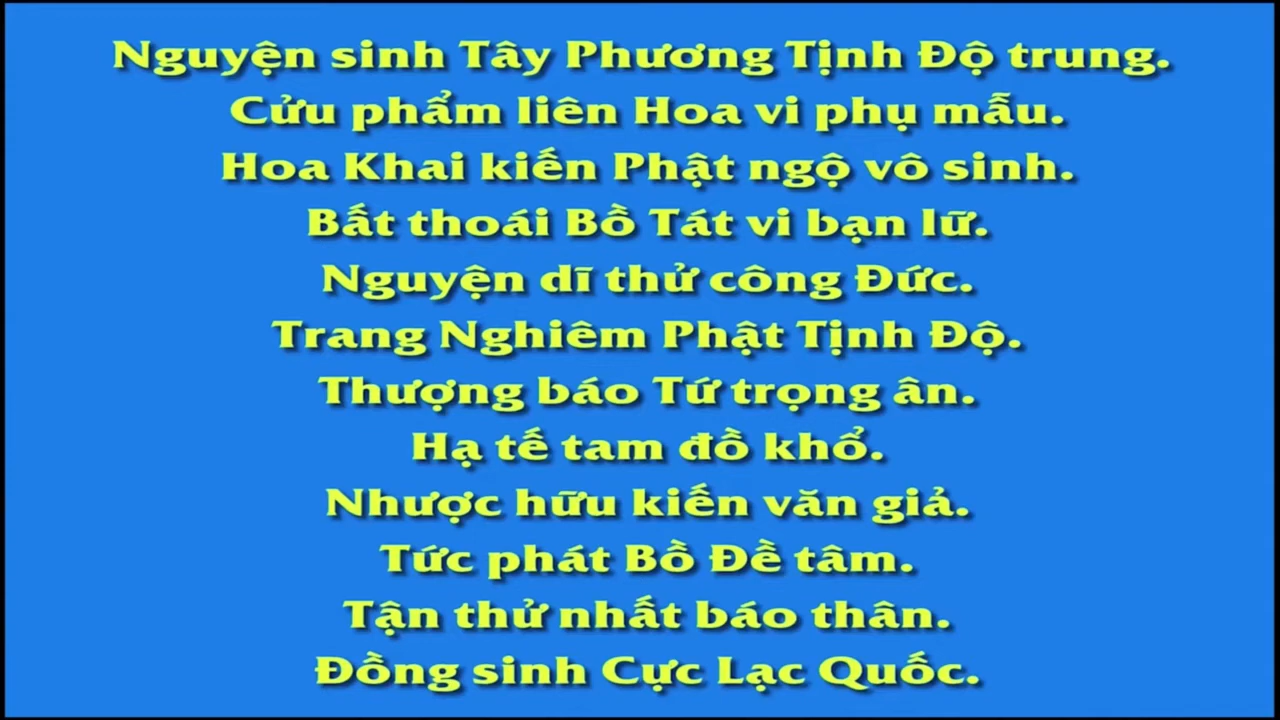 Nguyện sinh Tây Phương Tịnh Độ trung.
Cửu phẩm liên Hoa vi phụ mẫu.
Hoa Khai kiến Phật ngộ vô sinh.
Bất thoái Bồ Tát vi bạn lữ.
Nguyện dĩ thử công Đức.
Trang Nghiêm Phật Tịnh Độ.
Thượng báo Tứ trọng ân.
Hạ tế tam đồ khổ.
Nhược hữu kiến văn giả.
Tức phát Bồ Đề tâm.
Tận thử nhất báo thân.
Đồng sinh Cực Lạc Quốc.